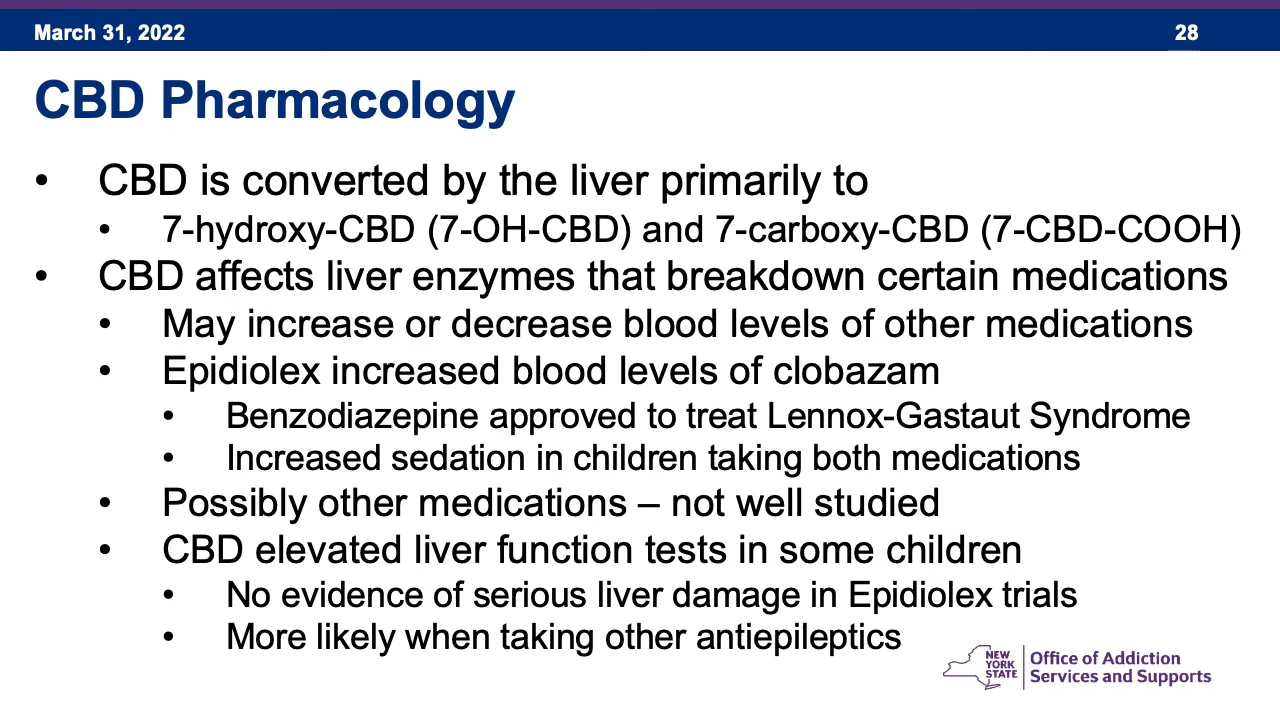 March 31, 2022
28
CBD Pharmacology
• CBD is converted by the liver primarily to
• 7-hydroxy-CBD (7-OH-CBD) and 7-carboxy-CBD (7-CBD-COOH)
• CBD affects liver enzymes that breakdown certain medications
• May increase or decrease blood levels of other medications
• Epidiolex increased blood levels of clobazam
• Benzodiazepine approved to treat Lennox-Gastaut Syndrome
• Increased sedation in children taking both medications
• Possibly other medications – not well studied
• CBD elevated liver function tests in some children
• No evidence of serious liver damage in Epidiolex trials
• More likely when taking other antiepileptics
NEW
YORK
STATE
Office of Addiction
Services and Supports